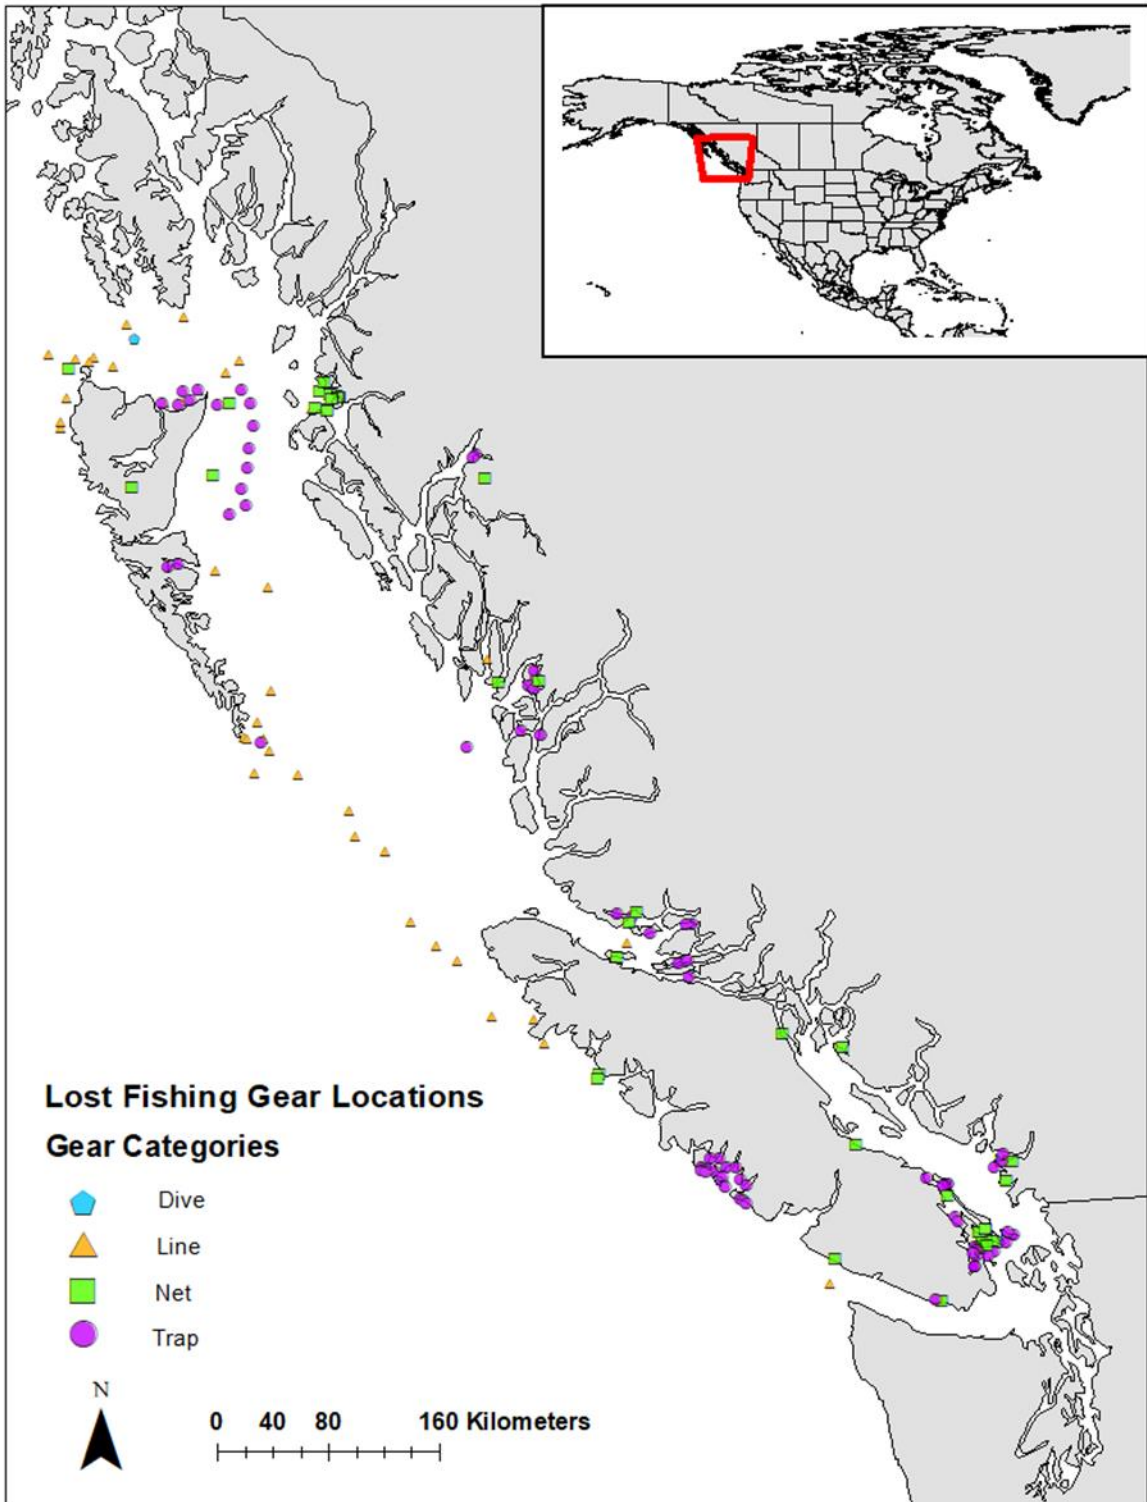 Lost Fishing Gear Locations
Gear Categories
Dive
Line
Net
Trap
N
0 40 80 160 Kilometers